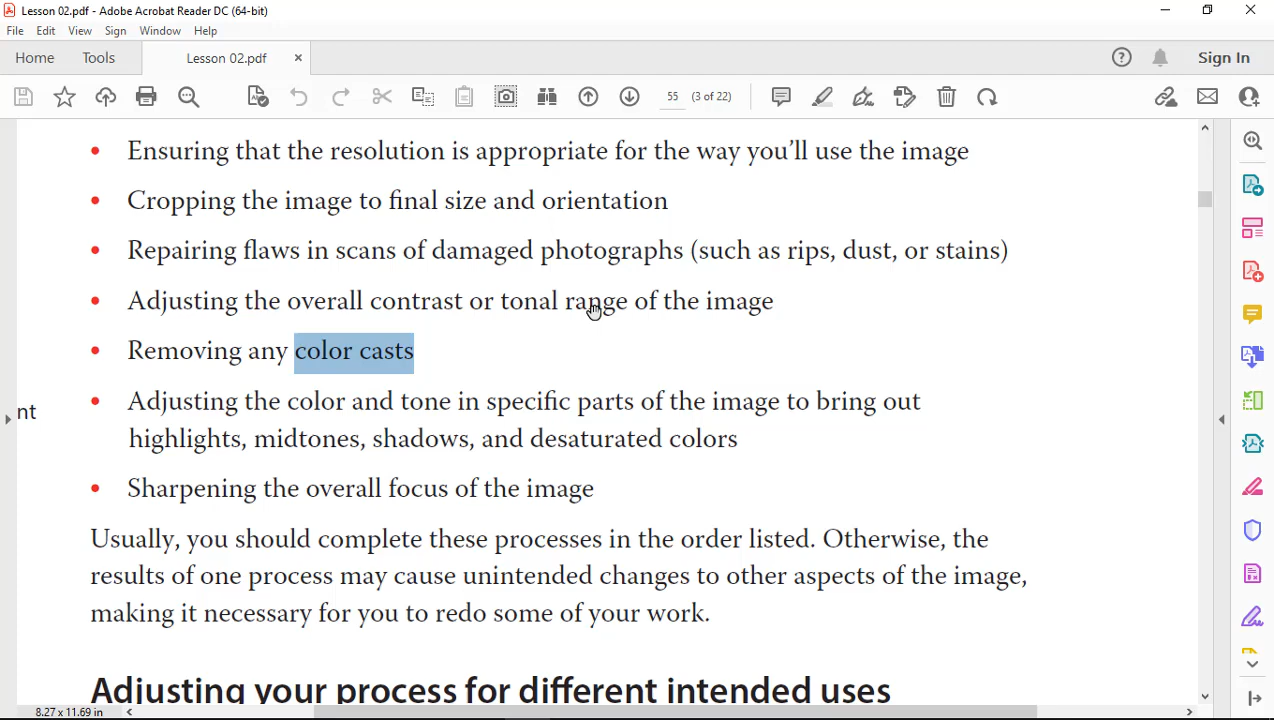 Lesson 02.pdf - Adobe Acrobat Reader DC (64-bit)
File Edit View Sign Window Help
Home Tools Lesson 02.pdf × Sign In
55 (3 of 22)
• Ensuring that the resolution is appropriate for the way you’ll use the image
• Cropping the image to final size and orientation
• Repairing flaws in scans of damaged photographs (such as rips, dust, or stains)
• Adjusting the overall contrast or tonal range of the image
• Removing any color casts
• Adjusting the color and tone in specific parts of the image to bring out
nt
highlights, midtones, shadows, and desaturated colors
• Sharpening the overall focus of the image
Usually, you should complete these processes in the order listed. Otherwise, the
results of one process may cause unintended changes to other aspects of the image,
making it necessary for you to redo some of your work.
Adjusting your process for different intended uses
8.27 x 11.69 in